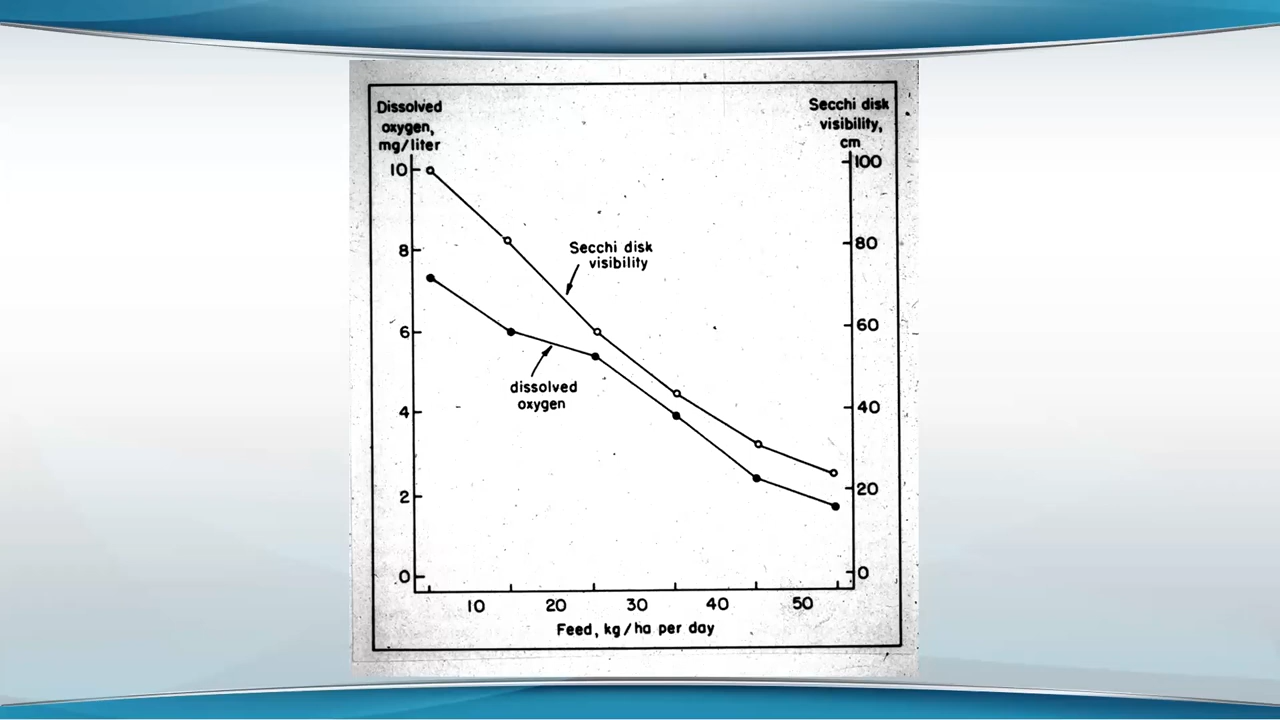 Dissolved
oxygen,
mg/liter
Secchi disk
visibility,
cm
10
8
6
4
2
0
100
80
60
40
20
0
Secchi disk
visibility
dissolved
oxygen
10 20 30 40 50
Feed, kg/ha per day